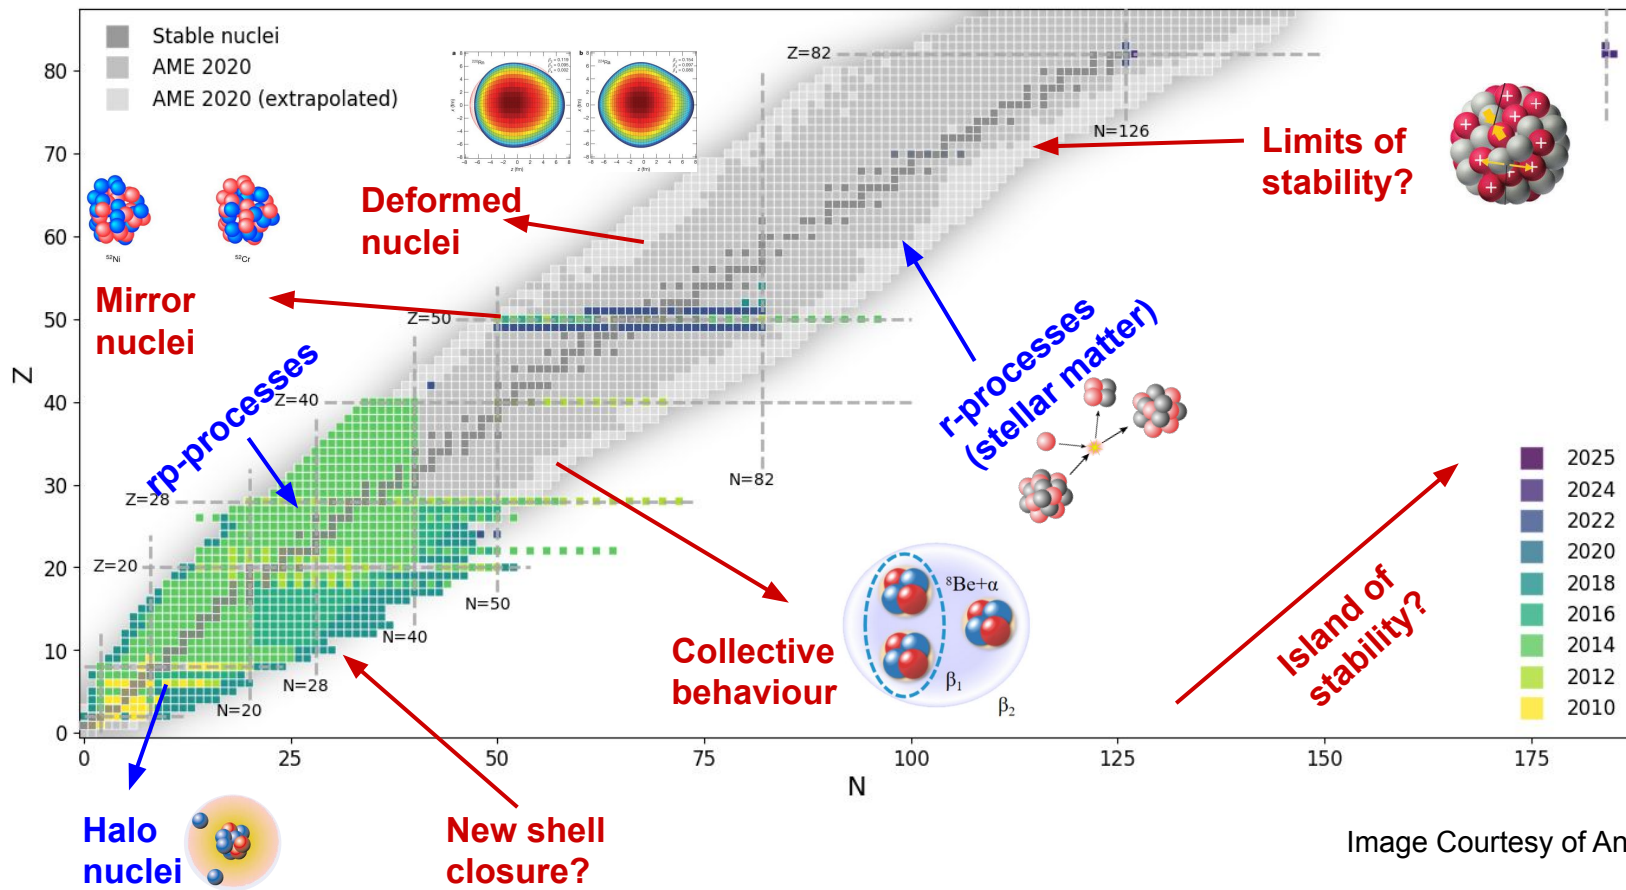 Stable nuclei
AME 2020
AME 2020 (extrapolated)
Z=82
N=126
Limits of
stability?
Deformed
nuclei
⁵²Ni
⁵²Cr
Mirror
nuclei
Z=50
rp-processes
Z=40
r-processes
(stellar matter)
Z=28
N=82
Z=20
N=50
N=40
N=28
N=20
⁸Be+α
β₁
β₂
Collective
behaviour
Island of
stability?
2025
2024
2022
2020
2018
2016
2014
2012
2010
Z
80
70
60
50
40
30
20
10
0
0
25
50
75
100
125
150
175
N
Halo
nuclei
New shell
closure?
Image Courtesy of An